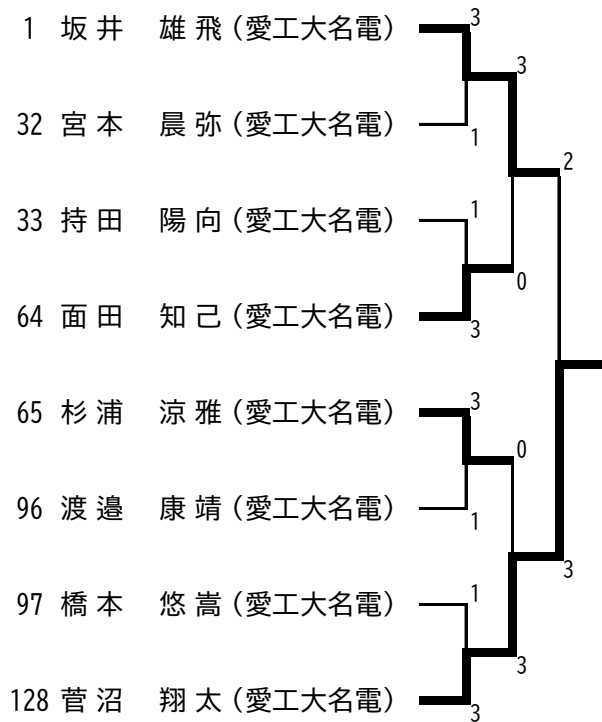 1 坂井 雄飛 (愛工大名電) 3
3
32 宮本 晨弥 (愛工大名電) 1
2
33 持田 陽向 (愛工大名電) 1
0
64 面田 知己 (愛工大名電) 3
65 杉浦 涼雅 (愛工大名電) 3
0
96 渡邉 康靖 (愛工大名電) 1
3
97 橋本 悠嵩 (愛工大名電) 1
3
128 菅沼 翔太 (愛工大名電) 3